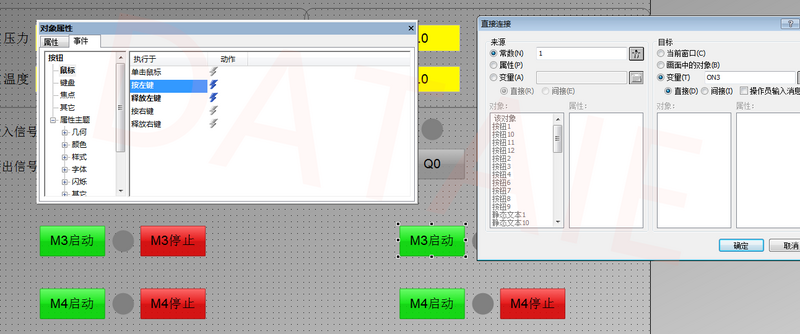 压力
.0
温度
.0
入信号
出信号
Q0
对象属性
属性
事件
按钮
鼠标
键盘
焦点
其它
属性主题
几何
颜色
样式
字体
闪烁
其它
执行于
动作
单击鼠标
按左键
释放左键
按右键
释放右键
M3启动
M3停止
M3启动
M4启动
M4停止
M4启动
M4停止
直接连接
来源
常数(N)
1
属性(P)
变量(A)
直接(R)
间接(E)
对象:
属性:
该对象
按钮1
按钮10
按钮11
按钮12
按钮2
按钮3
按钮4
按钮6
按钮7
按钮8
按钮9
静态文本1
静态文本10
目标
当前窗口(C)
画面中的对象(B)
变量(T)
ON3
直接(D)
间接(I)
操作员输入消息
对象:
属性:
确定
取消
DATAIE